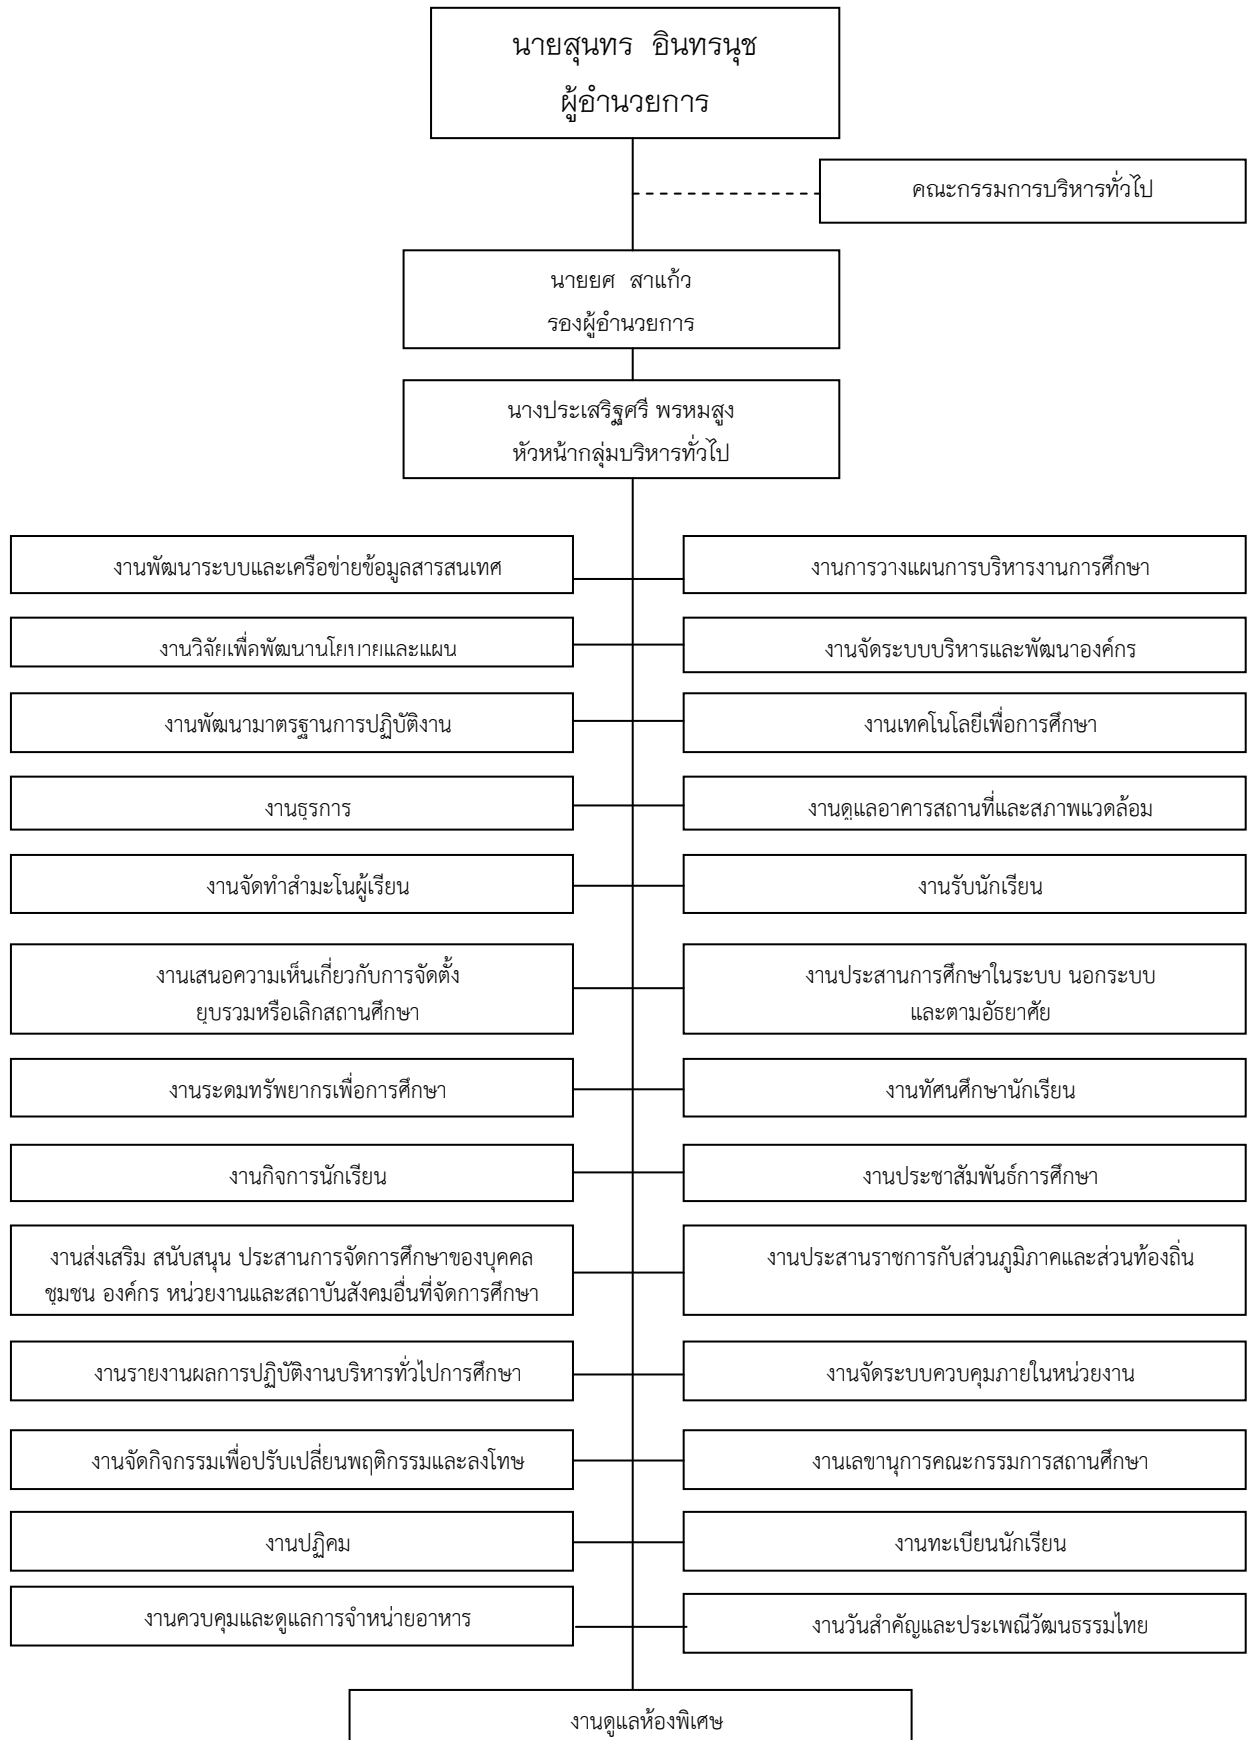 นายสุนทร  อินทรนุช
ผู้อำนวยการ
คณะกรรมการบริหารทั่วไป
นายยศ  สาแก้ว
รองผู้อำนวยการ
นางประเสริฐศรี พรหมสูง
หัวหน้ากลุ่มบริหารทั่วไป
งานพัฒนาระบบและเครือข่ายข้อมูลสารสนเทศ
งานการวางแผนการบริหารงานการศึกษา
งานวิจัยเพื่อพัฒนานโยบายและแผน
งานจัดระบบบริหารและพัฒนาองค์กร
งานพัฒนามาตรฐานการปฏิบัติงาน
งานเทคโนโลยีเพื่อการศึกษา
งานธุรการ
งานดูแลอาคารสถานที่และสภาพแวดล้อม
งานจัดทำสำมะโนผู้เรียน
งานรับนักเรียน
งานเสนอความเห็นเกี่ยวกับการจัดตั้ง
ยุบรวมหรือเลิกสถานศึกษา
งานประสานการศึกษาในระบบ นอกระบบ
และตามอัธยาศัย
งานระดมทรัพยากรเพื่อการศึกษา
งานทัศนศึกษานักเรียน
งานกิจการนักเรียน
งานประชาสัมพันธ์การศึกษา
งานส่งเสริม สนับสนุน ประสานการจัดการศึกษาของบุคคล
ชุมชน องค์กร หน่วยงานและสถาบันสังคมอื่นที่จัดการศึกษา
งานประสานราชการกับส่วนภูมิภาคและส่วนท้องถิ่น
งานรายงานผลการปฏิบัติงานบริหารทั่วไปการศึกษา
งานจัดระบบควบคุมภายในหน่วยงาน
งานจัดกิจกรรมเพื่อปรับเปลี่ยนพฤติกรรมและลงโทษ
งานเลขานุการคณะกรรมการสถานศึกษา
งานปฏิคม
งานทะเบียนนักเรียน
งานควบคุมและดูแลการจำหน่ายอาหาร
งานวันสำคัญและประเพณีวัฒนธรรมไทย
งานดูแลห้องพิเศษ